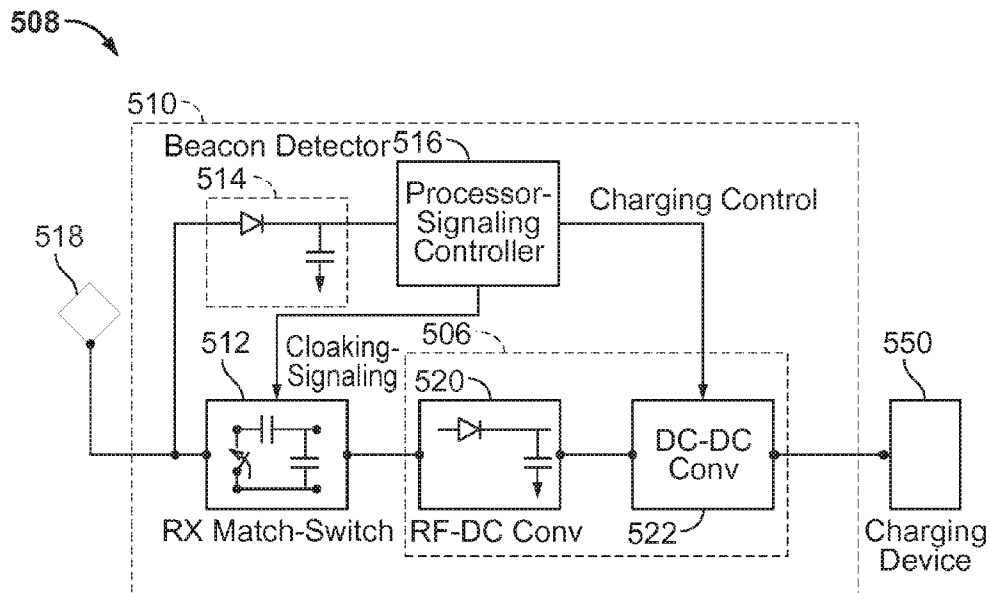 508
510
Beacon Detector
516
514
Processor-
Signaling
Controller
Charging Control
518
512
Cloaking-
Signaling
506
520
550
DC-DC
Conv
RX Match-Switch
RF-DC Conv
522
Charging
Device